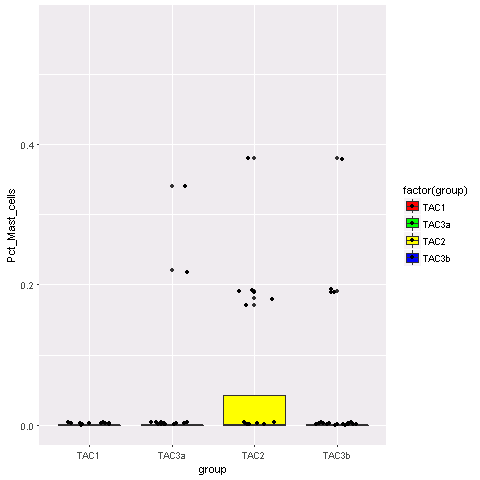 0.4
0.2
0.0
Pct_Mast_cells
TAC1 TAC3a TAC2 TAC3b
group
factor(group)
TAC1
TAC3a
TAC2
TAC3b